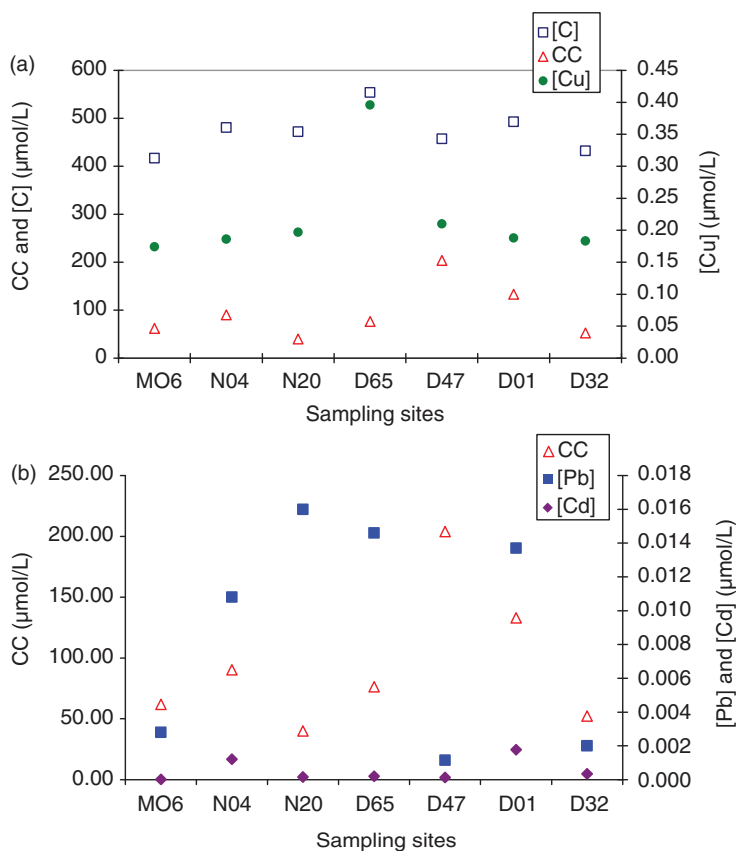 [C]
CC
[Cu]
(a)
600
500
400
300
200
100
0
CC and [C] (µmol/L)
0.45
0.40
0.35
0.30
0.25
0.20
0.15
0.10
0.05
0.00
[Cu] (µmol/L)
MO6 N04 N20 D65 D47 D01 D32
Sampling sites
CC
[Pb]
[Cd]
(b)
250.00
200.00
150.00
100.00
50.00
0.00
CC (µmol/L)
0.018
0.016
0.014
0.012
0.010
0.008
0.006
0.004
0.002
0.000
[Pb] and [Cd] (µmol/L)
MO6 N04 N20 D65 D47 D01 D32
Sampling sites